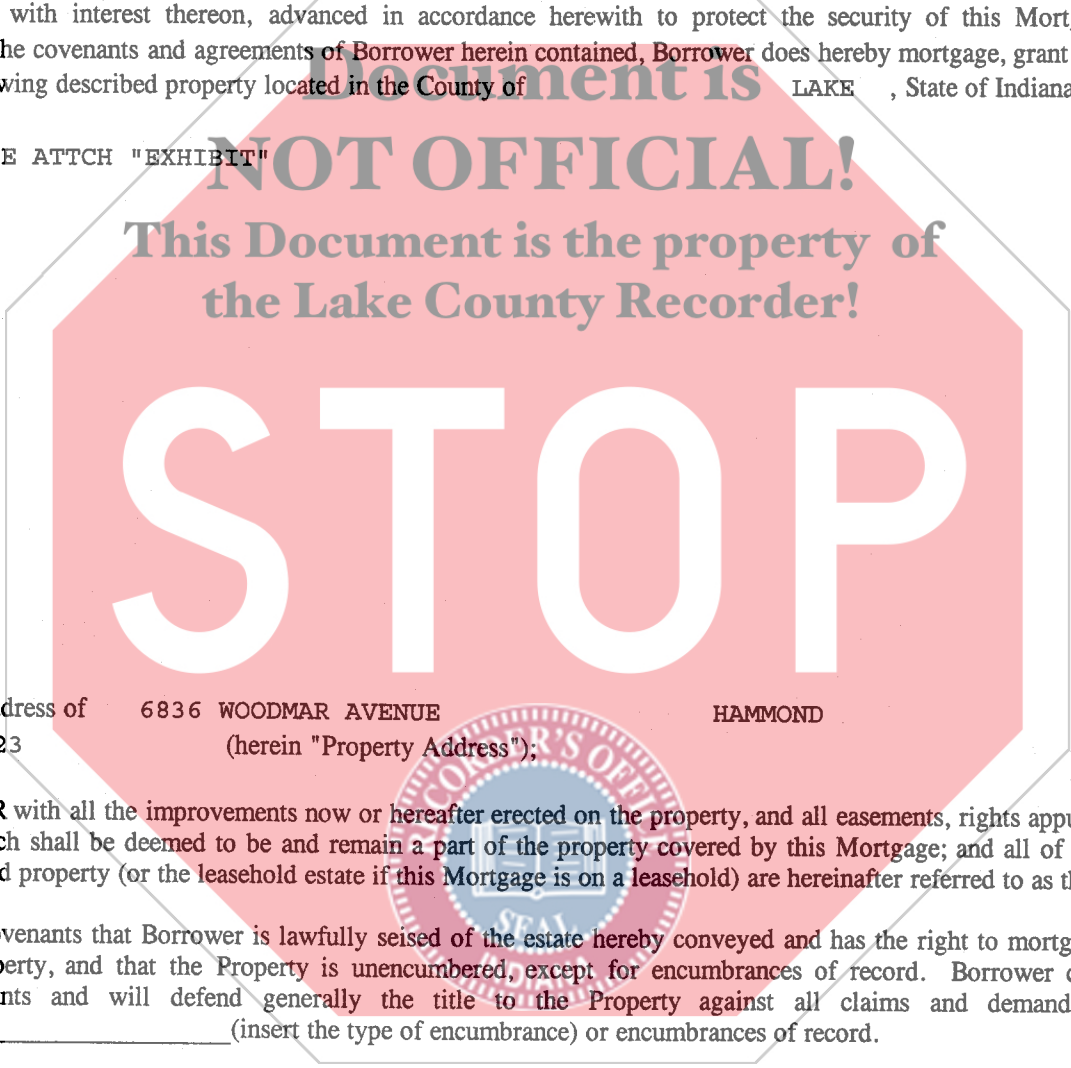 with interest thereon, advanced in accordance herewith to protect the security of this
he covenants and agreements of Borrower herein contained, Borrower does hereby mortgage, grant
wing described property located in the County of LAKE , State of Indiana
Document is
E ATTCH "EXHIBIT"
NOT OFFICIAL!
This Document is the property of
the Lake County Recorder!
STOP
dress of 6836 WOODMAR AVENUE HAMMOND
23 (herein "Property Address");
RECORDER'S OFFICE
R with all the improvements now or hereafter erected on the property, and all easements, rights appu
ch shall be deemed to be and remain a part of the property covered by this Mortgage; and all of
d property (or the leasehold estate if this Mortgage is on a leasehold) are hereinafter referred to as th
SEAL
venants that Borrower is lawfully seised of the estate hereby conveyed and has the right to mortg
perty, and that the Property is unencumbered, except for encumbrances of record. Borrower
nts and will defend generally the title to the Property against all claims and demand
(insert the type of encumbrance) or encumbrances of record.